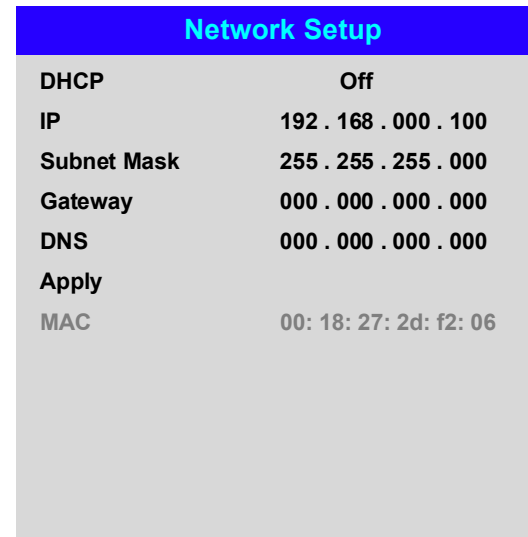 Network Setup
DHCP Off
IP 192 . 168 . 000 . 100
Subnet Mask 255 . 255 . 255 . 000
Gateway 000 . 000 . 000 . 000
DNS 000 . 000 . 000 . 000
Apply
MAC 00: 18: 27: 2d: f2: 06